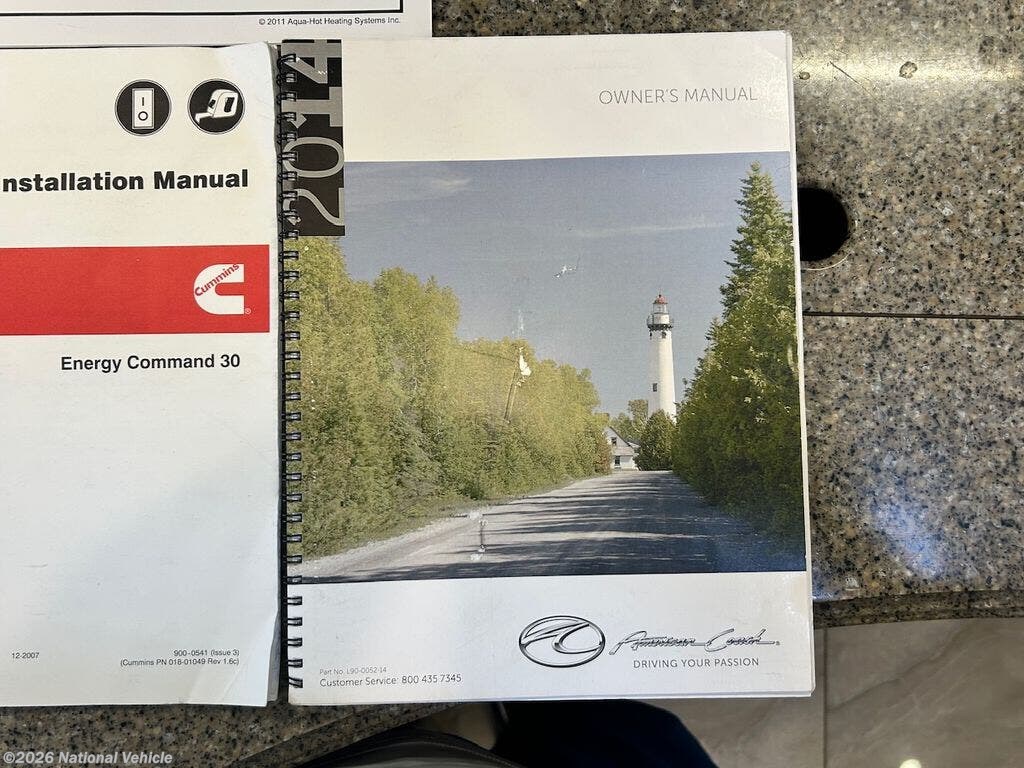 © 2011 Aqua-Hot Heating Systems Inc.
nstallation Manual
Cummins
®
Energy Command 30
12-2007
900-0541 (Issue 3)
(Cummins PN 018-01049 Rev 1.6c)
2014
OWNER'S MANUAL
American Coach®
DRIVING YOUR PASSION
Part No. L90-0052-14
Customer Service: 800 435 7345
©2026 National Vehicle